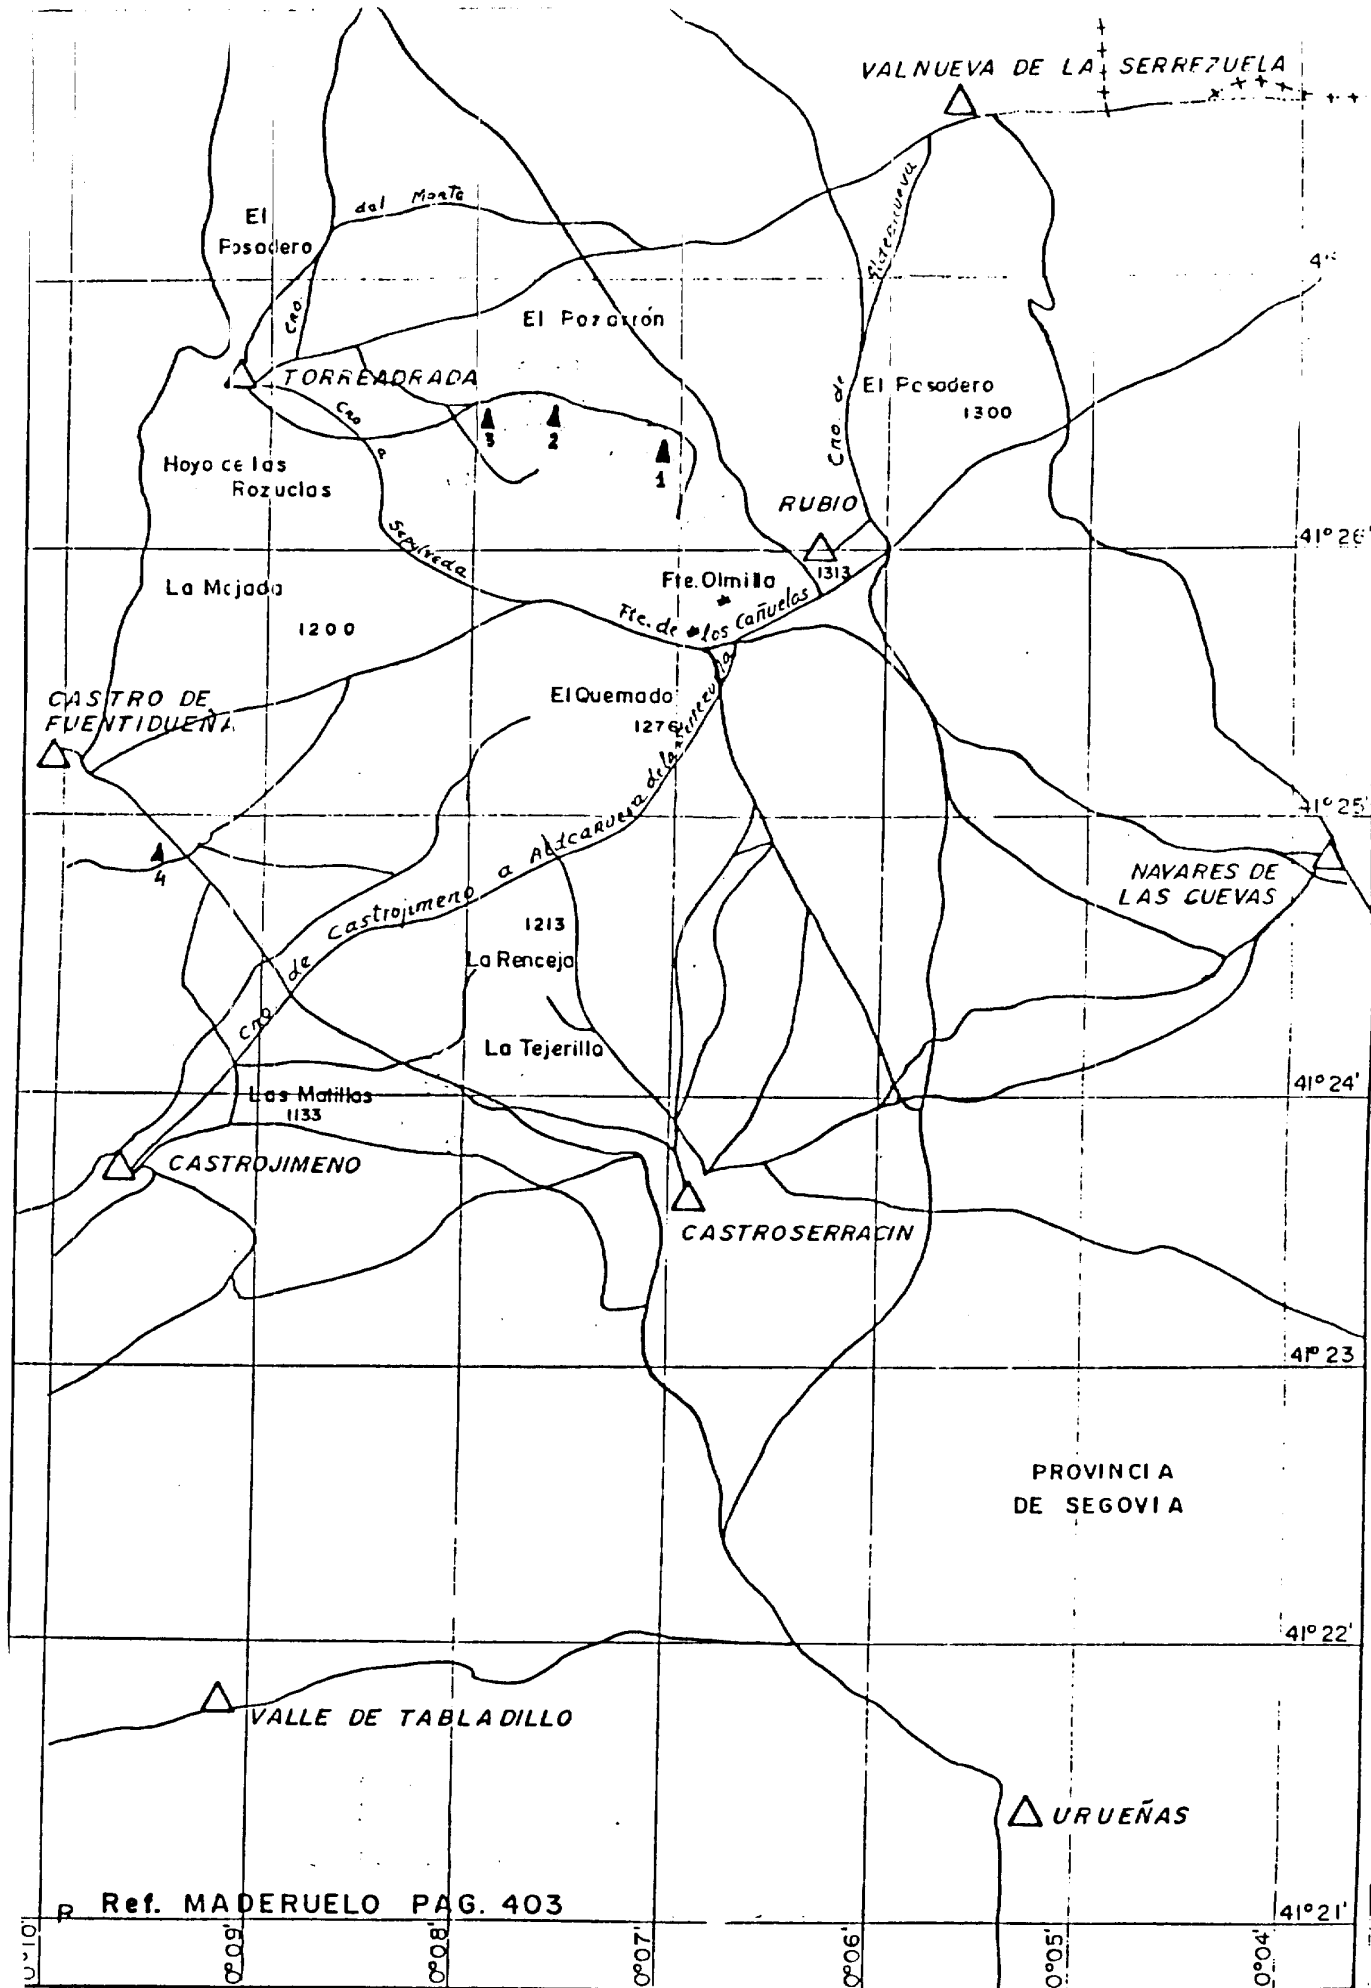 VALNUEVA DE LA SERREZUELA
del Monte
El
Posadero
Cno.
Aldeanueva
El Pozarrón
TORREADRADA
El Posadero
1300
Cno
a
3
2
1
Cno. de
Hoyo de las
Rozuelas
RUBIO
Sepulveda
41° 26'
1313
Fte. Olmilla
La Majada
Fte. de los Cañuelos
1200
CASTRO DE
FUENTIDUEÑA
El Quemado
1276
41° 25'
4
NAVARES DE
LAS CUEVAS
Cno de Castrojimeno a
de la
1213
La Renceja
La Tejerilla
Las Matillas
1133
41° 24'
CASTROJIMENO
CASTROSERRACIN
41° 23
PROVINCIA
DE SEGOVIA
41° 22'
VALLE DE TABLADILLO
URUEÑAS
R Ref. MADERUELO PAG. 403
41° 21'
0° 10'
0° 09'
0° 08'
0° 07'
0° 06'
0° 05'
0° 04'